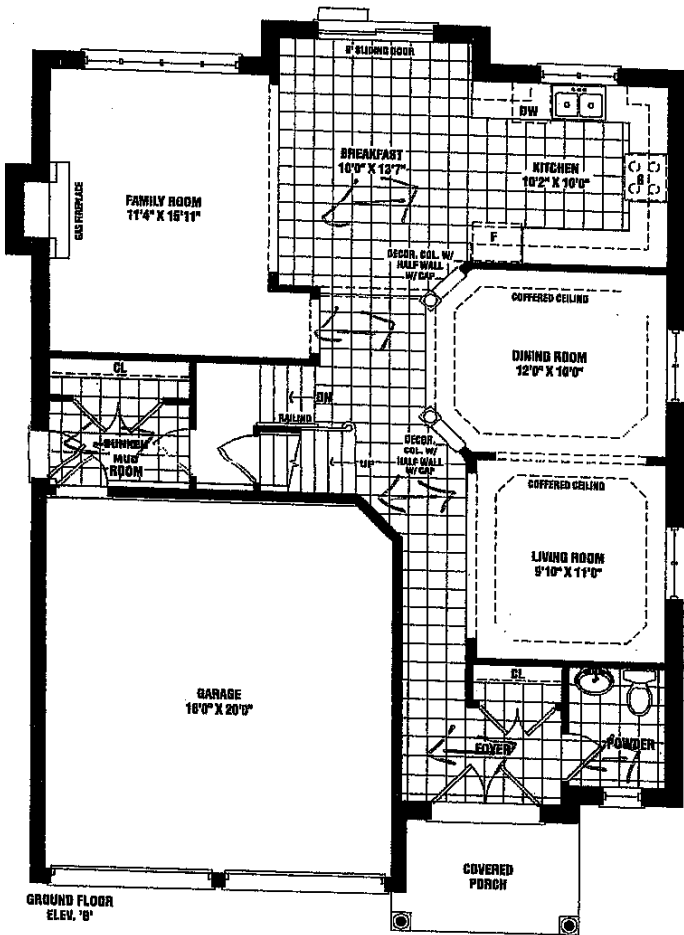 8' SLIDING DOOR
DW
BREAKFAST
10'0" X 13'7"
KITCHEN
10'2" X 10'0"
FAMILY ROOM
11'4" X 15'11"
GAS FIREPLACE
F
DECOR. COL. W/
HALF WALL
W/ CAP
COFFERED CEILING
DINING ROOM
12'0" X 10'0"
CL
DN
RAILING
SUNKEN
MUD
ROOM
UP
DECOR.
COL. W/
HALF WALL
W/ CAP
COFFERED CEILING
LIVING ROOM
9'10" X 11'0"
GARAGE
18'0" X 20'0"
CL
FOYER
POWDER
COVERED
PORCH
GROUND FLOOR
ELEV. 'B'